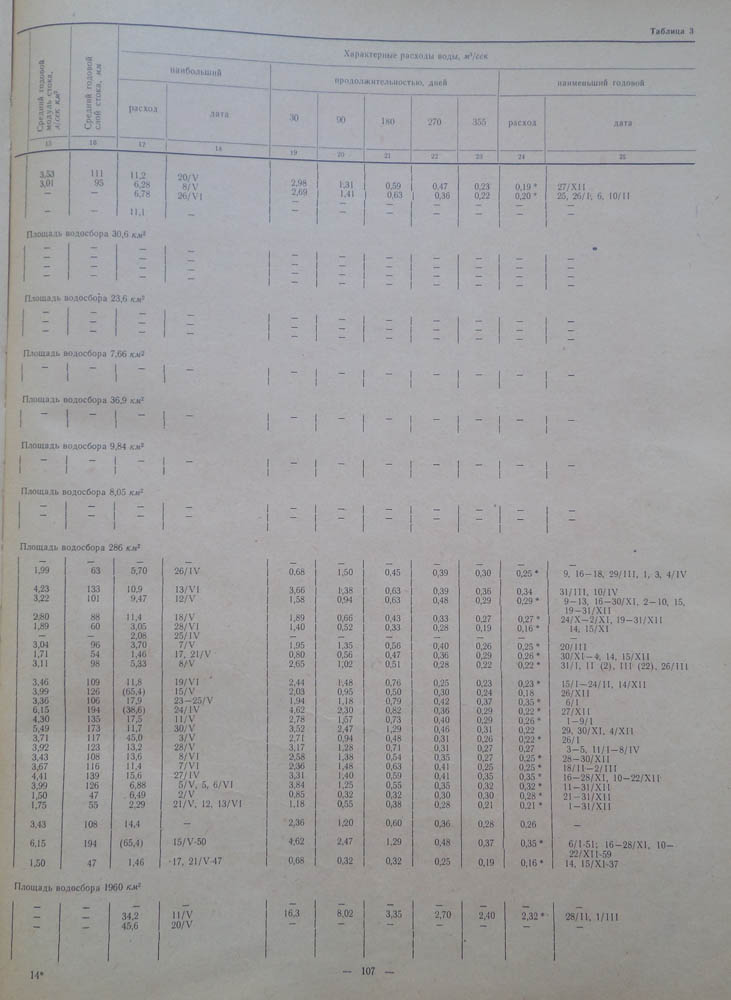 Таблица 3
Средний годовой модуль стока, л/сек км²
Средний годовой слой стока, мм
Характерные расходы воды, м³/сек
наибольший
продолжительностью, дней
наименьший годовой
расход дата 30 90 180 270 355 расход дата
15 16 17 18 19 20 21 22 23 24 25
3,53 111 11,2 20/V
3,01 95 6,28 8/V 2,98 1,31 0,59 0,47 0,23 0,19* 27/XII
— — 6,78 26/VI 2,69 1,41 0,63 0,36 0,22 0,20* 25, 26/I; 6, 10/II
— — — — — — —
— — 11,1 — — — — — — — —
Площадь водосбора 30,6 км²
— — — — — — — — — — —
— — — — — — — — — — —
— — — — — — — — — — —
— — — — — — — — — — —
Площадь водосбора 23,6 км²
— — — — — — — — — — —
— — — — — — — — — — —
— — — — — — — — — — —
Площадь водосбора 7,66 км²
— — — — — — — — — — —
Площадь водосбора 36,9 км²
— — — — — — — — — — —
Площадь водосбора 9,84 км²
— — — — — — — — — — —
Площадь водосбора 8,05 км²
— — — — — — — — — — —
— — — — — — — — — — —
Площадь водосбора 286 км²
— — — — — — — — — — —
1,99 63 5,70 26/IV 0,68 1,50 0,45 0,39 0,30 0,25* 9, 16—18, 29/III, 1, 3, 4/IV
4,23 133 10,9 13/VI 3,66 1,38 0,63 0,39 0,36 0,34 31/III, 10/IV
3,22 101 9,47 12/V 1,58 0,94 0,63 0,48 0,29 0,29* 9—13, 16—30/XI, 2—10, 15,
19—31/XII
2,80 88 11,4 18/V 1,89 0,66 0,43 0,33 0,27 0,27* 24/X—2/XI, 19—31/XII
1,89 60 3,05 28/VI 1,40 0,52 0,33 0,28 0,19 0,16* 14, 15/XI
— — 2,08 25/IV — — — — — — —
3,04 96 3,70 7/V 1,95 1,35 0,56 0,40 0,26 0,25* 20/III
1,71 54 1,46 17, 21/V 0,80 0,56 0,47 0,36 0,29 0,26* 30/XI—4, 14, 15/XII
3,11 98 5,33 8/V 2,65 1,02 0,51 0,28 0,22 0,22* 31/I, II (2), III (22), 26/III
3,46 109 11,8 19/VI 2,44 1,48 0,76 0,25 0,23 0,23* 15/I—24/II, 14/XII
3,99 126 (65,4) 15/V 2,03 0,95 0,50 0,30 0,24 0,18 26/XII
3,36 106 17,9 23—25/V 1,94 1,18 0,79 0,42 0,37 0,35* 6/I
6,15 194 (38,6) 24/IV 4,62 2,30 0,82 0,36 0,29 0,22* 27/XII
4,30 135 17,5 11/V 2,78 1,57 0,73 0,40 0,29 0,26* 1—9/I
5,49 173 11,7 30/V 3,52 2,47 1,29 0,46 0,31 0,22 29, 30/XI, 4/XII
3,71 117 45,0 3/V 2,71 0,94 0,48 0,31 0,26 0,22* 26/I
3,92 123 13,2 28/V 3,17 1,28 0,71 0,31 0,27 0,27 3—5, 11/I—8/IV
3,43 108 13,6 8/VI 2,58 1,38 0,54 0,35 0,27 0,25* 28—30/XII
3,67 116 11,4 7/VI 2,36 1,48 0,63 0,41 0,25 0,25* 18/II—2/III
4,41 139 15,6 27/IV 3,31 1,40 0,59 0,41 0,35 0,35* 16—28/XI, 10—22/XII
3,99 126 6,88 5/V, 5, 6/VI 3,84 1,25 0,55 0,35 0,32 0,32* 11—31/XII
1,50 47 6,49 2/V 0,85 0,32 0,32 0,30 0,30 0,28* 21—31/XII
1,75 55 2,29 21/V, 12, 13/VI 1,18 0,55 0,38 0,28 0,21 0,21* 1—31/XII
3,43 108 14,4 — 2,36 1,20 0,60 0,36 0,28 0,26 —
6,15 194 (65,4) 15/V-50 4,62 2,47 1,29 0,48 0,37 0,35* 6/I-51; 16—28/XI, 10—
22/XII-59
1,50 47 1,46 17, 21/V-47 0,68 0,32 0,32 0,25 0,19 0,16* 14, 15/XI-37
Площадь водосбора 1960 км²
— — — — — — — — — — —
— — 34,2 11/V 16,3 8,02 3,35 2,70 2,40 2,32* 28/II, 1/III
— — 45,6 20/V — — — — — — —
14*
— 107 —